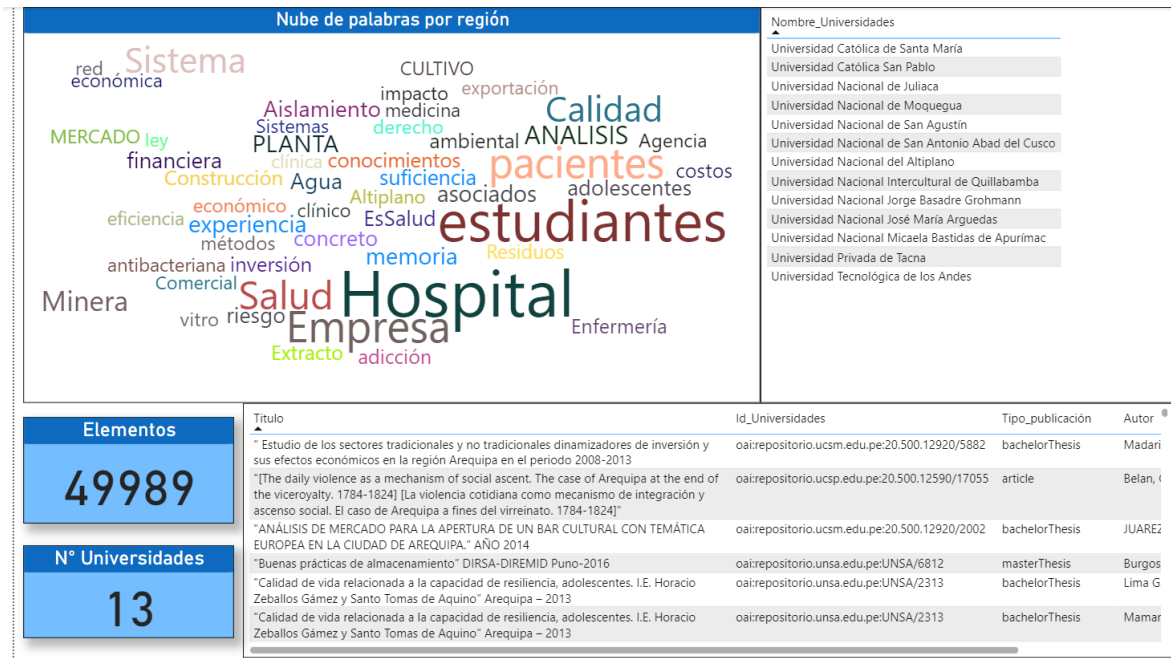 Nube de palabras por región
Sistema
red
económica
CULTIVO
impacto
exportación
Aislamiento
medicina
Calidad
MERCADO
ley
Sistemas
derecho
PLANTA
ambiental
ANALISIS
Agencia
financiera
clínica
conocimientos
pacientes
costos
Construcción
Agua
suficiencia
adolescentes
Altiplano
asociados
económico
clínico
EsSalud
estudiantes
eficiencia
experiencia
métodos
concreto
memoria
Residuos
antibacteriana
inversión
Comercial
Salud
Hospital
Minera
vitro
riesgo
Empresa
Enfermería
Extracto
adicción
Nombre_Universidades
Universidad Católica de Santa María
Universidad Católica San Pablo
Universidad Nacional de Juliaca
Universidad Nacional de Moquegua
Universidad Nacional de San Agustín
Universidad Nacional de San Antonio Abad del Cusco
Universidad Nacional del Altiplano
Universidad Nacional Intercultural de Quillabamba
Universidad Nacional Jorge Basadre Grohmann
Universidad Nacional José María Arguedas
Universidad Nacional Micaela Bastidas de Apurímac
Universidad Privada de Tacna
Universidad Tecnológica de los Andes
Elementos
49989
N° Universidades
13
Titulo Id_Universidades Tipo_publicación Autor
" Estudio de los sectores tradicionales y no tradicionales dinamizadores de inversión y oai:repositorio.ucsm.edu.pe:20.500.12920/5882 bachelorThesis Madari
sus efectos económicos en la región Arequipa en el periodo 2008-2013
"[The daily violence as a mechanism of social ascent. The case of Arequipa at the end of oai:repositorio.ucsp.edu.pe:20.500.12590/17055 article Belan,
the viceroyalty. 1784-1824] [La violencia cotidiana como mecanismo de integración y
ascenso social. El caso de Arequipa a fines del virreinato. 1784-1824]"
"ANÁLISIS DE MERCADO PARA LA APERTURA DE UN BAR CULTURAL CON TEMÁTICA oai:repositorio.ucsm.edu.pe:20.500.12920/2002 bachelorThesis JUAREZ
EUROPEA EN LA CIUDAD DE AREQUIPA." AÑO 2014
"Buenas prácticas de almacenamiento" DIRSA-DIREMID Puno-2016 oai:repositorio.unsa.edu.pe:UNSA/6812 masterThesis Burgos
"Calidad de vida relacionada a la capacidad de resiliencia, adolescentes. I.E. Horacio oai:repositorio.unsa.edu.pe:UNSA/2313 bachelorThesis Lima G
Zeballos Gámez y Santo Tomas de Aquino" Arequipa – 2013
"Calidad de vida relacionada a la capacidad de resiliencia, adolescentes. I.E. Horacio oai:repositorio.unsa.edu.pe:UNSA/2313 bachelorThesis Mamar
Zeballos Gámez y Santo Tomas de Aquino" Arequipa – 2013